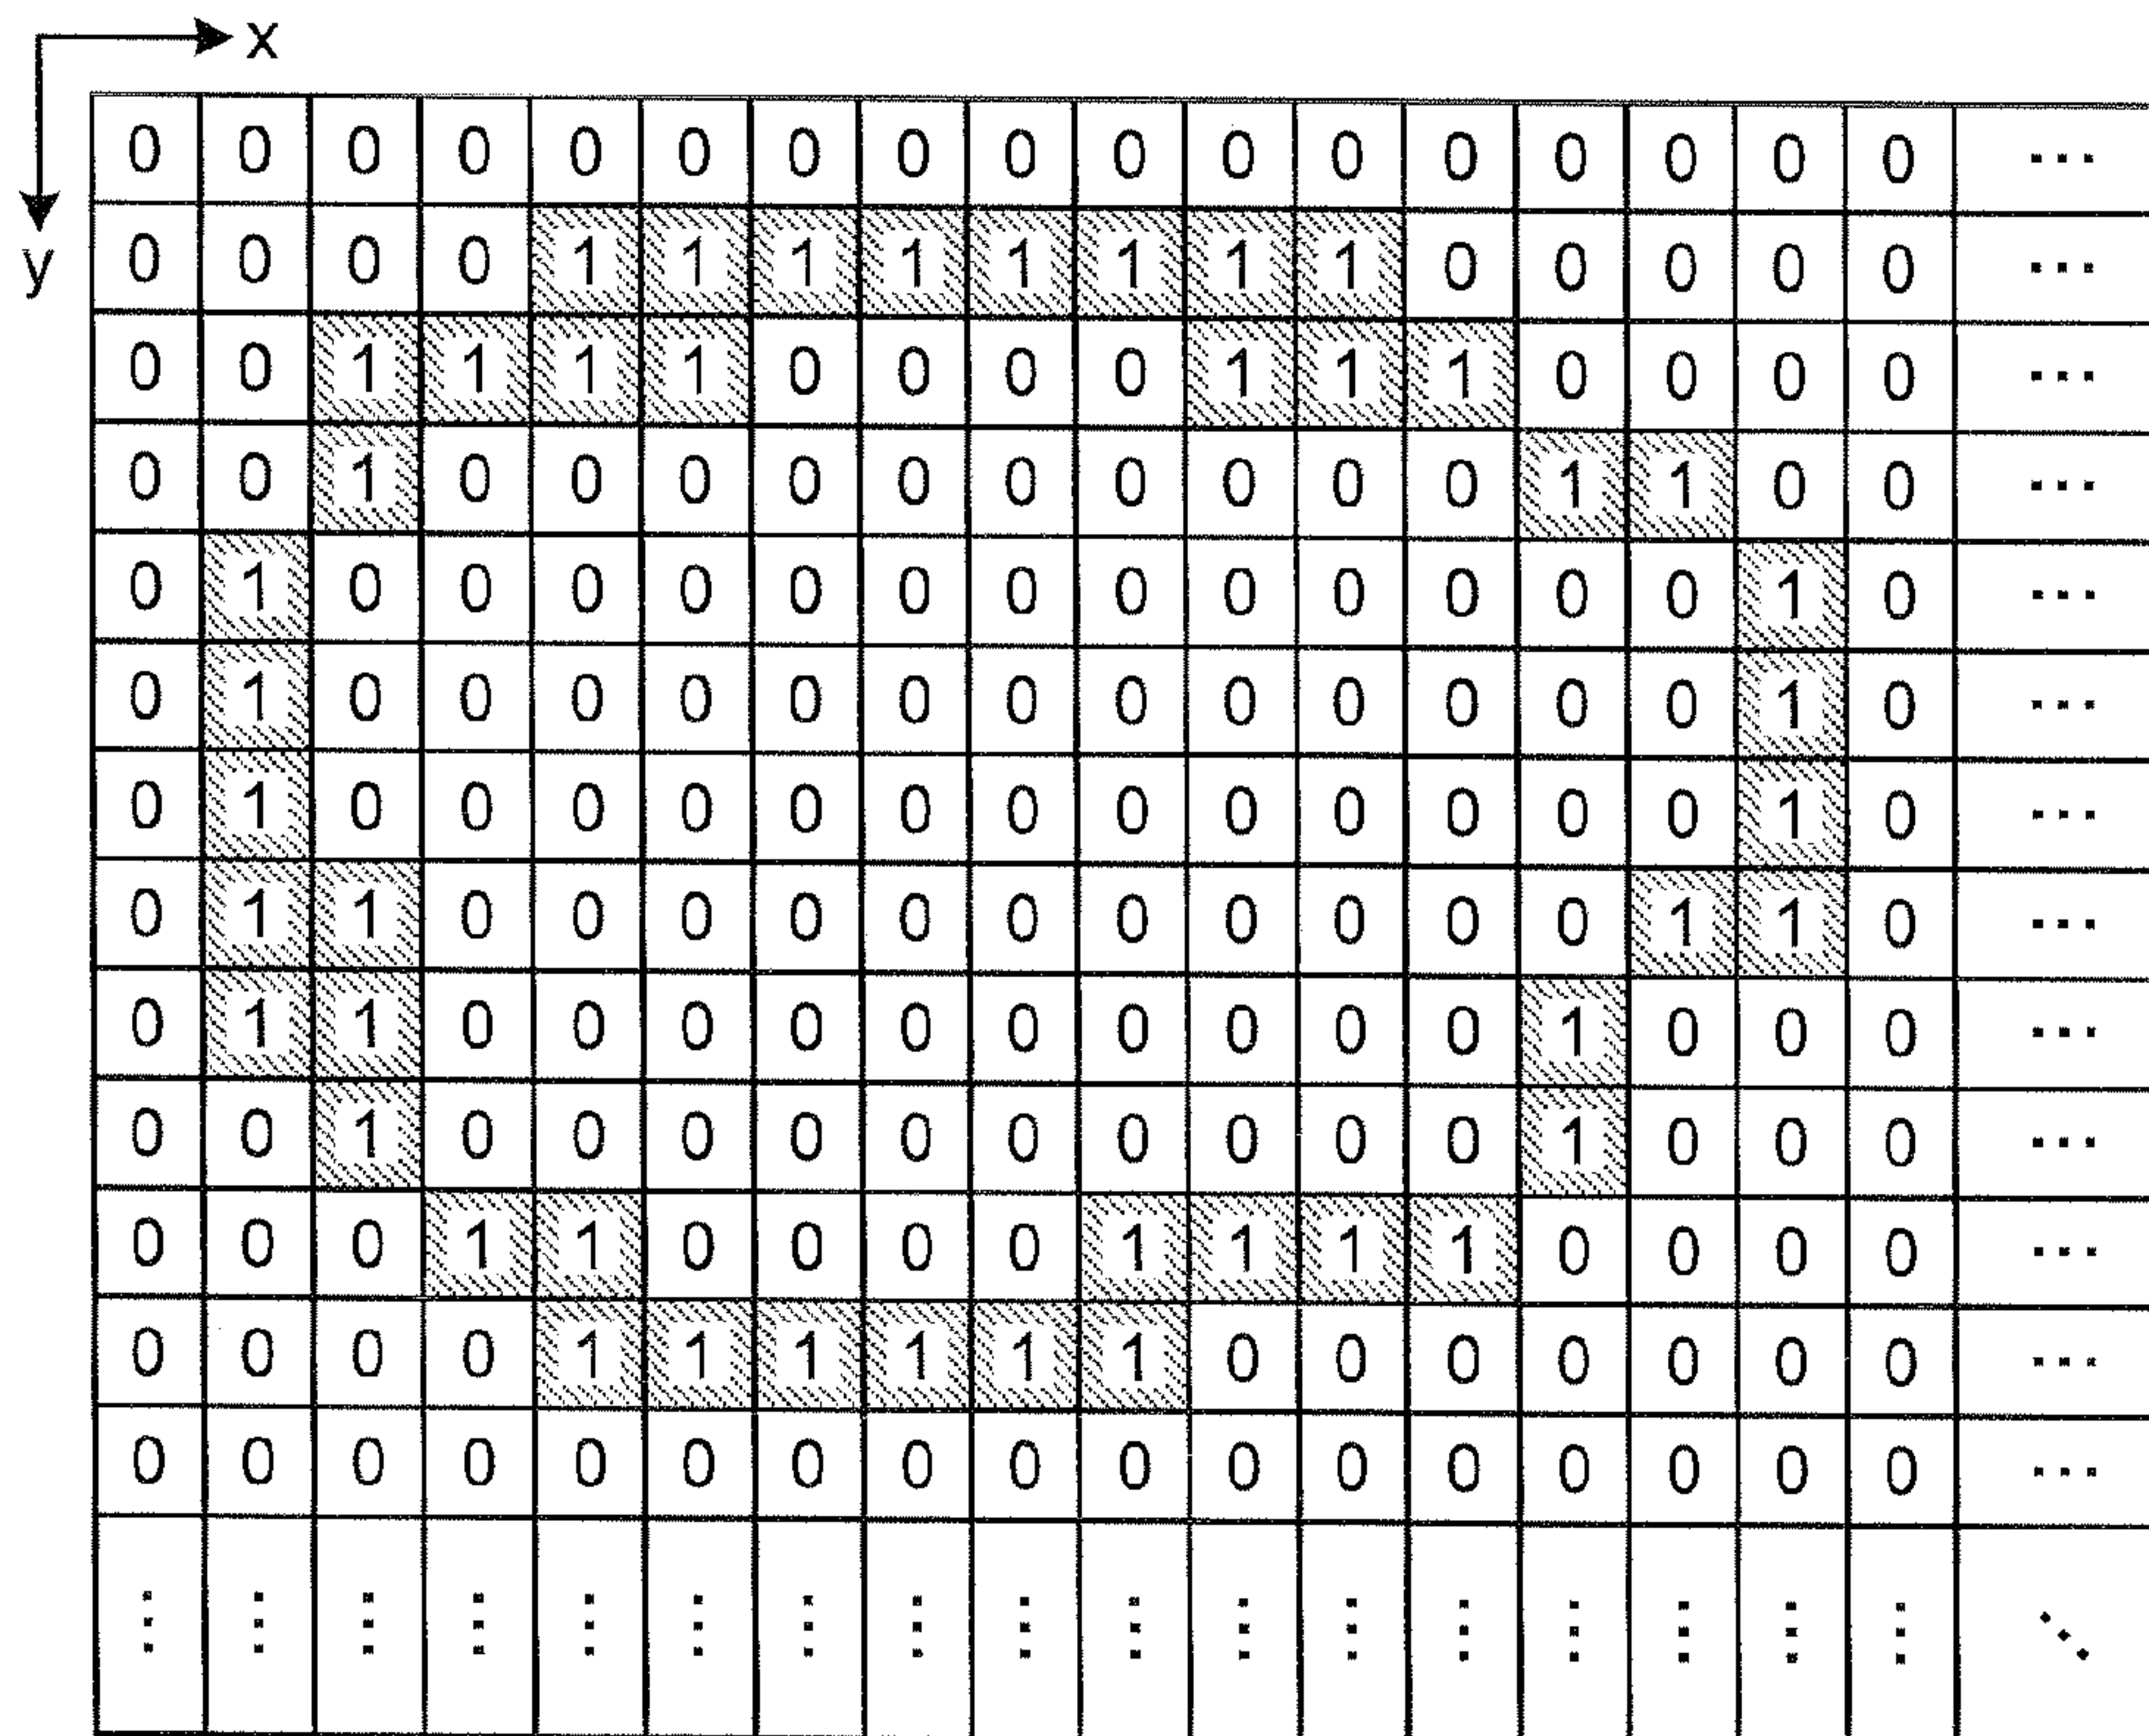 x
y
0 0 0 0 0 0 0 0 0 0 0 0 0 0 0 0 0 ...
0 0 0 0 1 1 1 1 1 1 1 1 0 0 0 0 0 ...
0 0 1 1 1 1 0 0 0 0 1 1 1 0 0 0 0 ...
0 0 1 0 0 0 0 0 0 0 0 0 0 1 1 0 0 ...
0 1 0 0 0 0 0 0 0 0 0 0 0 0 0 1 0 ...
0 1 0 0 0 0 0 0 0 0 0 0 0 0 0 1 0 ...
0 1 0 0 0 0 0 0 0 0 0 0 0 0 0 1 0 ...
0 1 1 0 0 0 0 0 0 0 0 0 0 0 1 1 0 ...
0 1 1 0 0 0 0 0 0 0 0 0 0 1 0 0 0 ...
0 0 1 0 0 0 0 0 0 0 0 0 0 1 0 0 0 ...
0 0 0 1 1 0 0 0 0 1 1 1 1 0 0 0 0 ...
0 0 0 0 1 1 1 1 1 1 0 0 0 0 0 0 0 ...
0 0 0 0 0 0 0 0 0 0 0 0 0 0 0 0 0 ...
⋮ ⋮ ⋮ ⋮ ⋮ ⋮ ⋮ ⋮ ⋮ ⋮ ⋮ ⋮ ⋮ ⋮ ⋮ ⋮ ⋮ ⋱